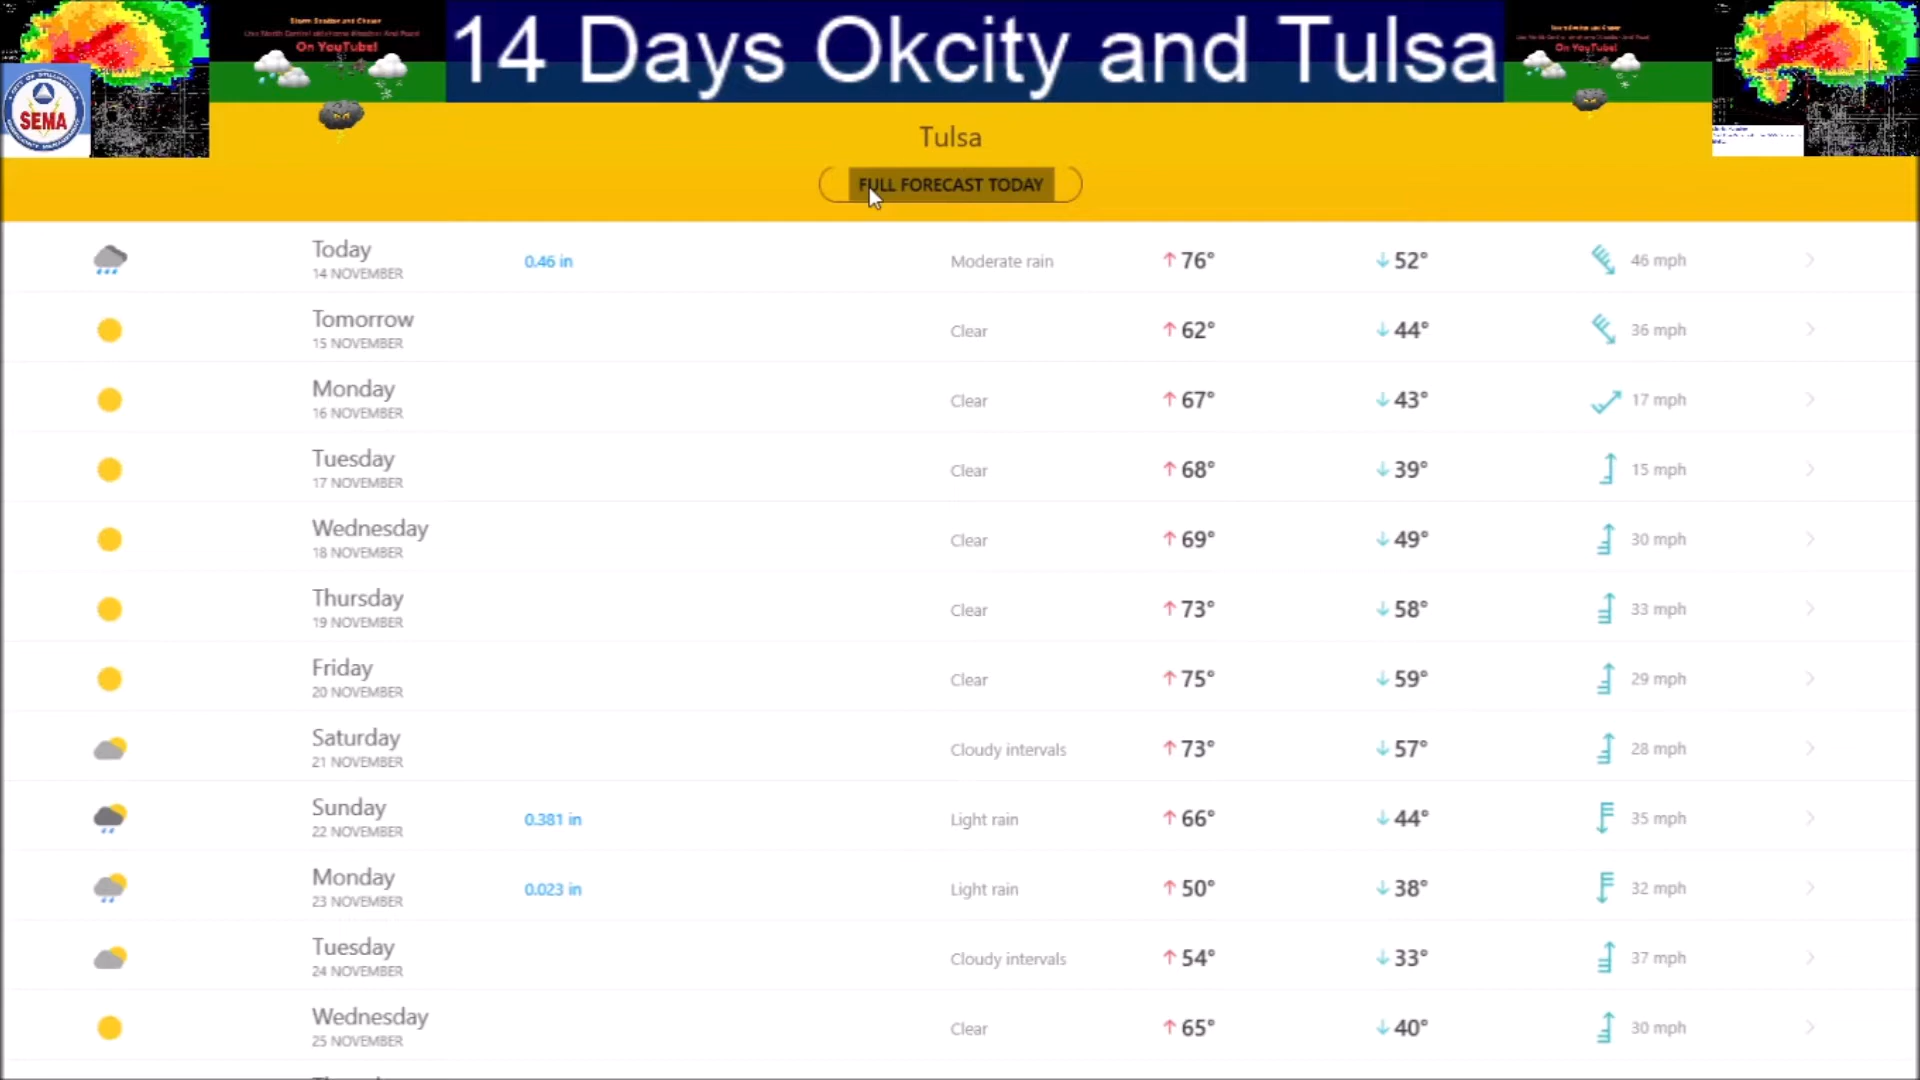 14 Days Okcity and Tulsa
On YouTube!
On YouTube!
SEMA
Tulsa
FULL FORECAST TODAY
Today
14 NOVEMBER
0.46 in
Moderate rain
76°
52°
46 mph
Tomorrow
15 NOVEMBER
Clear
62°
44°
36 mph
Monday
16 NOVEMBER
Clear
67°
43°
17 mph
Tuesday
17 NOVEMBER
Clear
68°
39°
15 mph
Wednesday
18 NOVEMBER
Clear
69°
49°
30 mph
Thursday
19 NOVEMBER
Clear
73°
58°
33 mph
Friday
20 NOVEMBER
Clear
75°
59°
29 mph
Saturday
21 NOVEMBER
Cloudy intervals
73°
57°
28 mph
Sunday
22 NOVEMBER
0.381 in
Light rain
66°
44°
35 mph
Monday
23 NOVEMBER
0.023 in
Light rain
50°
38°
32 mph
Tuesday
24 NOVEMBER
Cloudy intervals
54°
33°
37 mph
Wednesday
25 NOVEMBER
Clear
65°
40°
30 mph